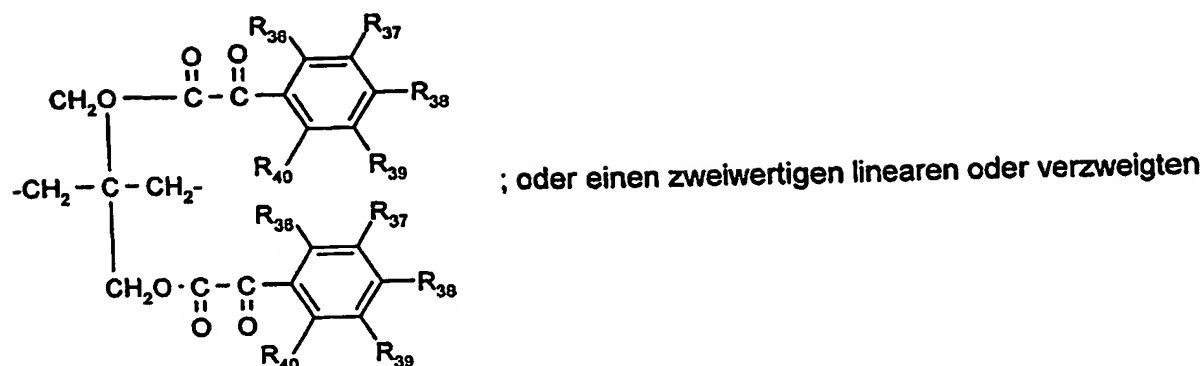 R₃₆ R₃₇
O O
CH₂O C-C R₃₈
R₄₀ R₃₉
-CH₂-C-CH₂- ; oder einen zweiwertigen linearen oder verzweigten
R₃₆ R₃₇
CH₂O·C-C R₃₈
O O
R₄₀ R₃₉